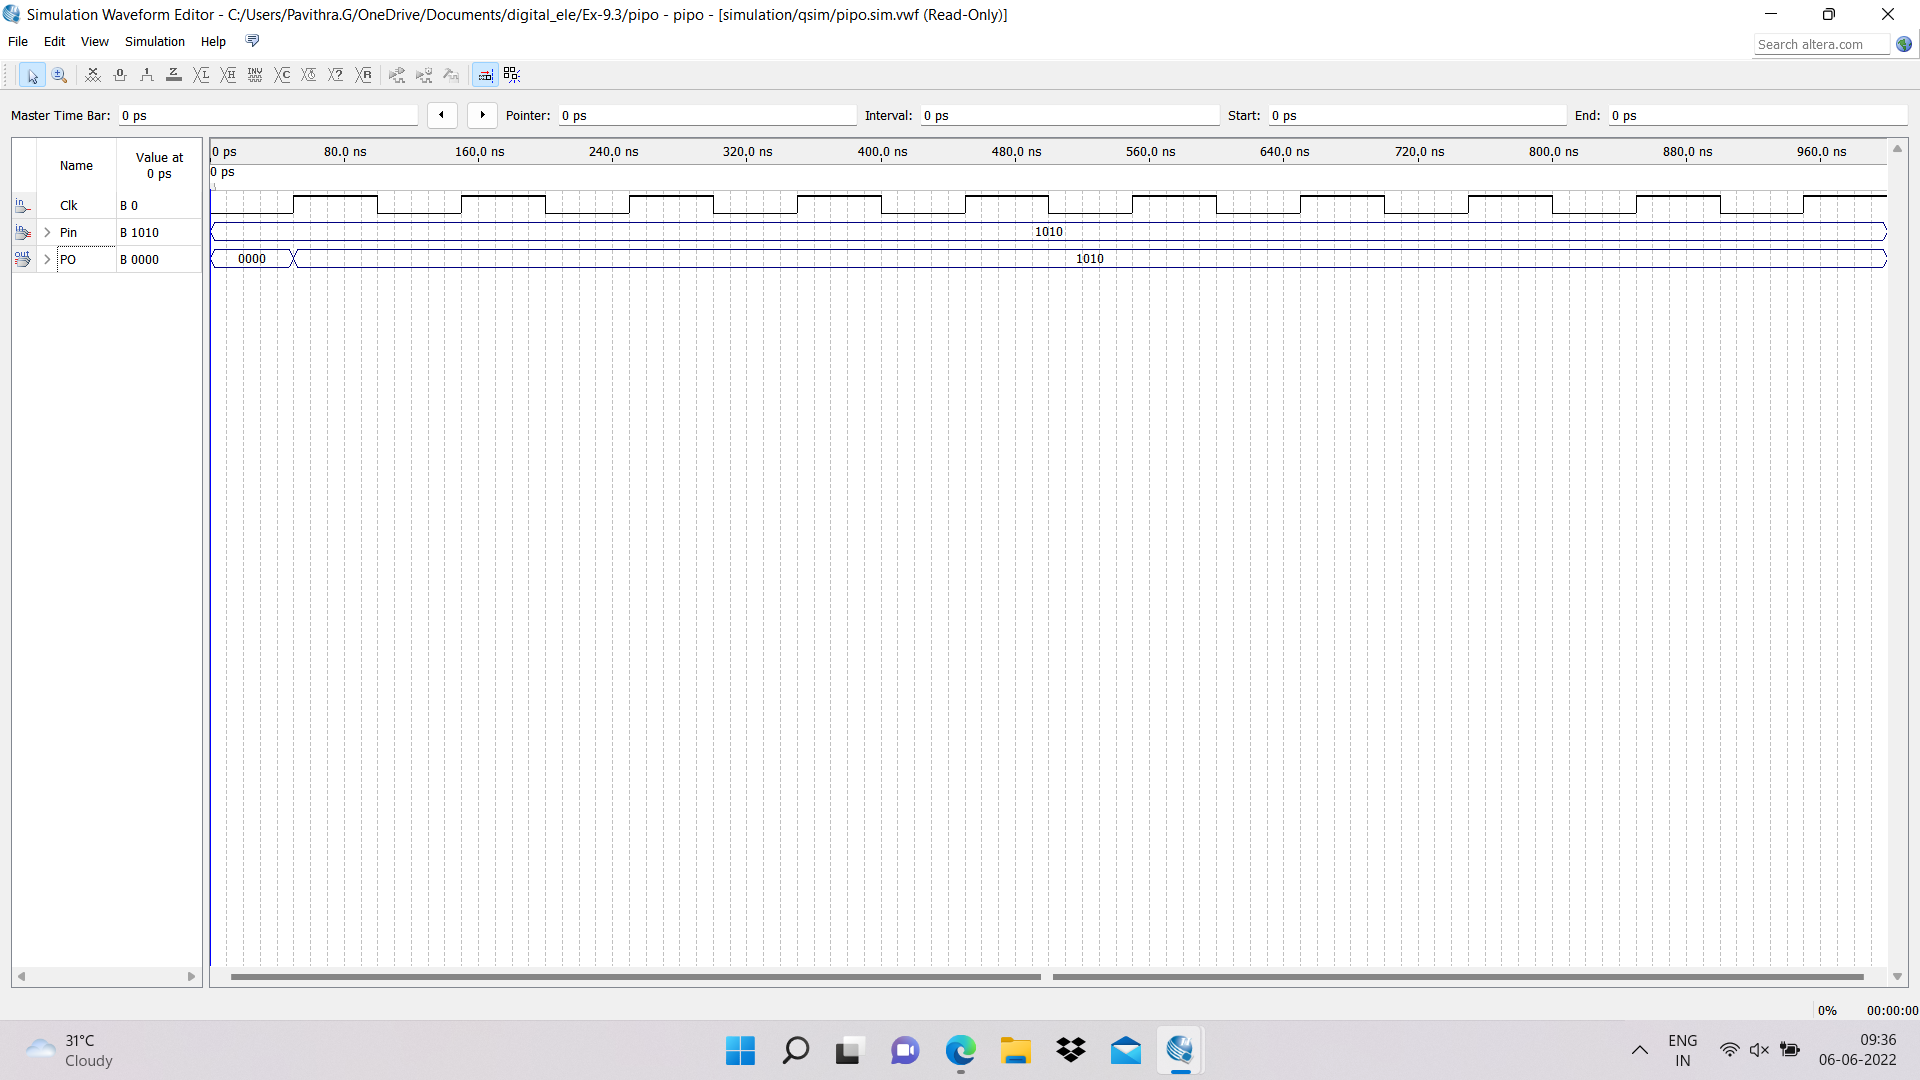 Simulation Waveform Editor - C:/Users/Pavithra.G/OneDrive/Documents/digital_ele/Ex-9.3/pipo - pipo - [simulation/qsim/pipo.sim.vwf (Read-Only)]
File Edit View Simulation Help
Search altera.com
Master Time Bar: 0 ps Pointer: 0 ps Interval: 0 ps Start: 0 ps End: 0 ps
Name Value at 0 ps
0 ps 80.0 ns 160.0 ns 240.0 ns 320.0 ns 400.0 ns 480.0 ns 560.0 ns 640.0 ns 720.0 ns 800.0 ns 880.0 ns 960.0 ns
0 ps
in Clk B 0
in Pin B 1010 1010
out PO B 0000 0000 1010
0% 00:00:00
31°C
Cloudy
ENG
IN
09:36
06-06-2022